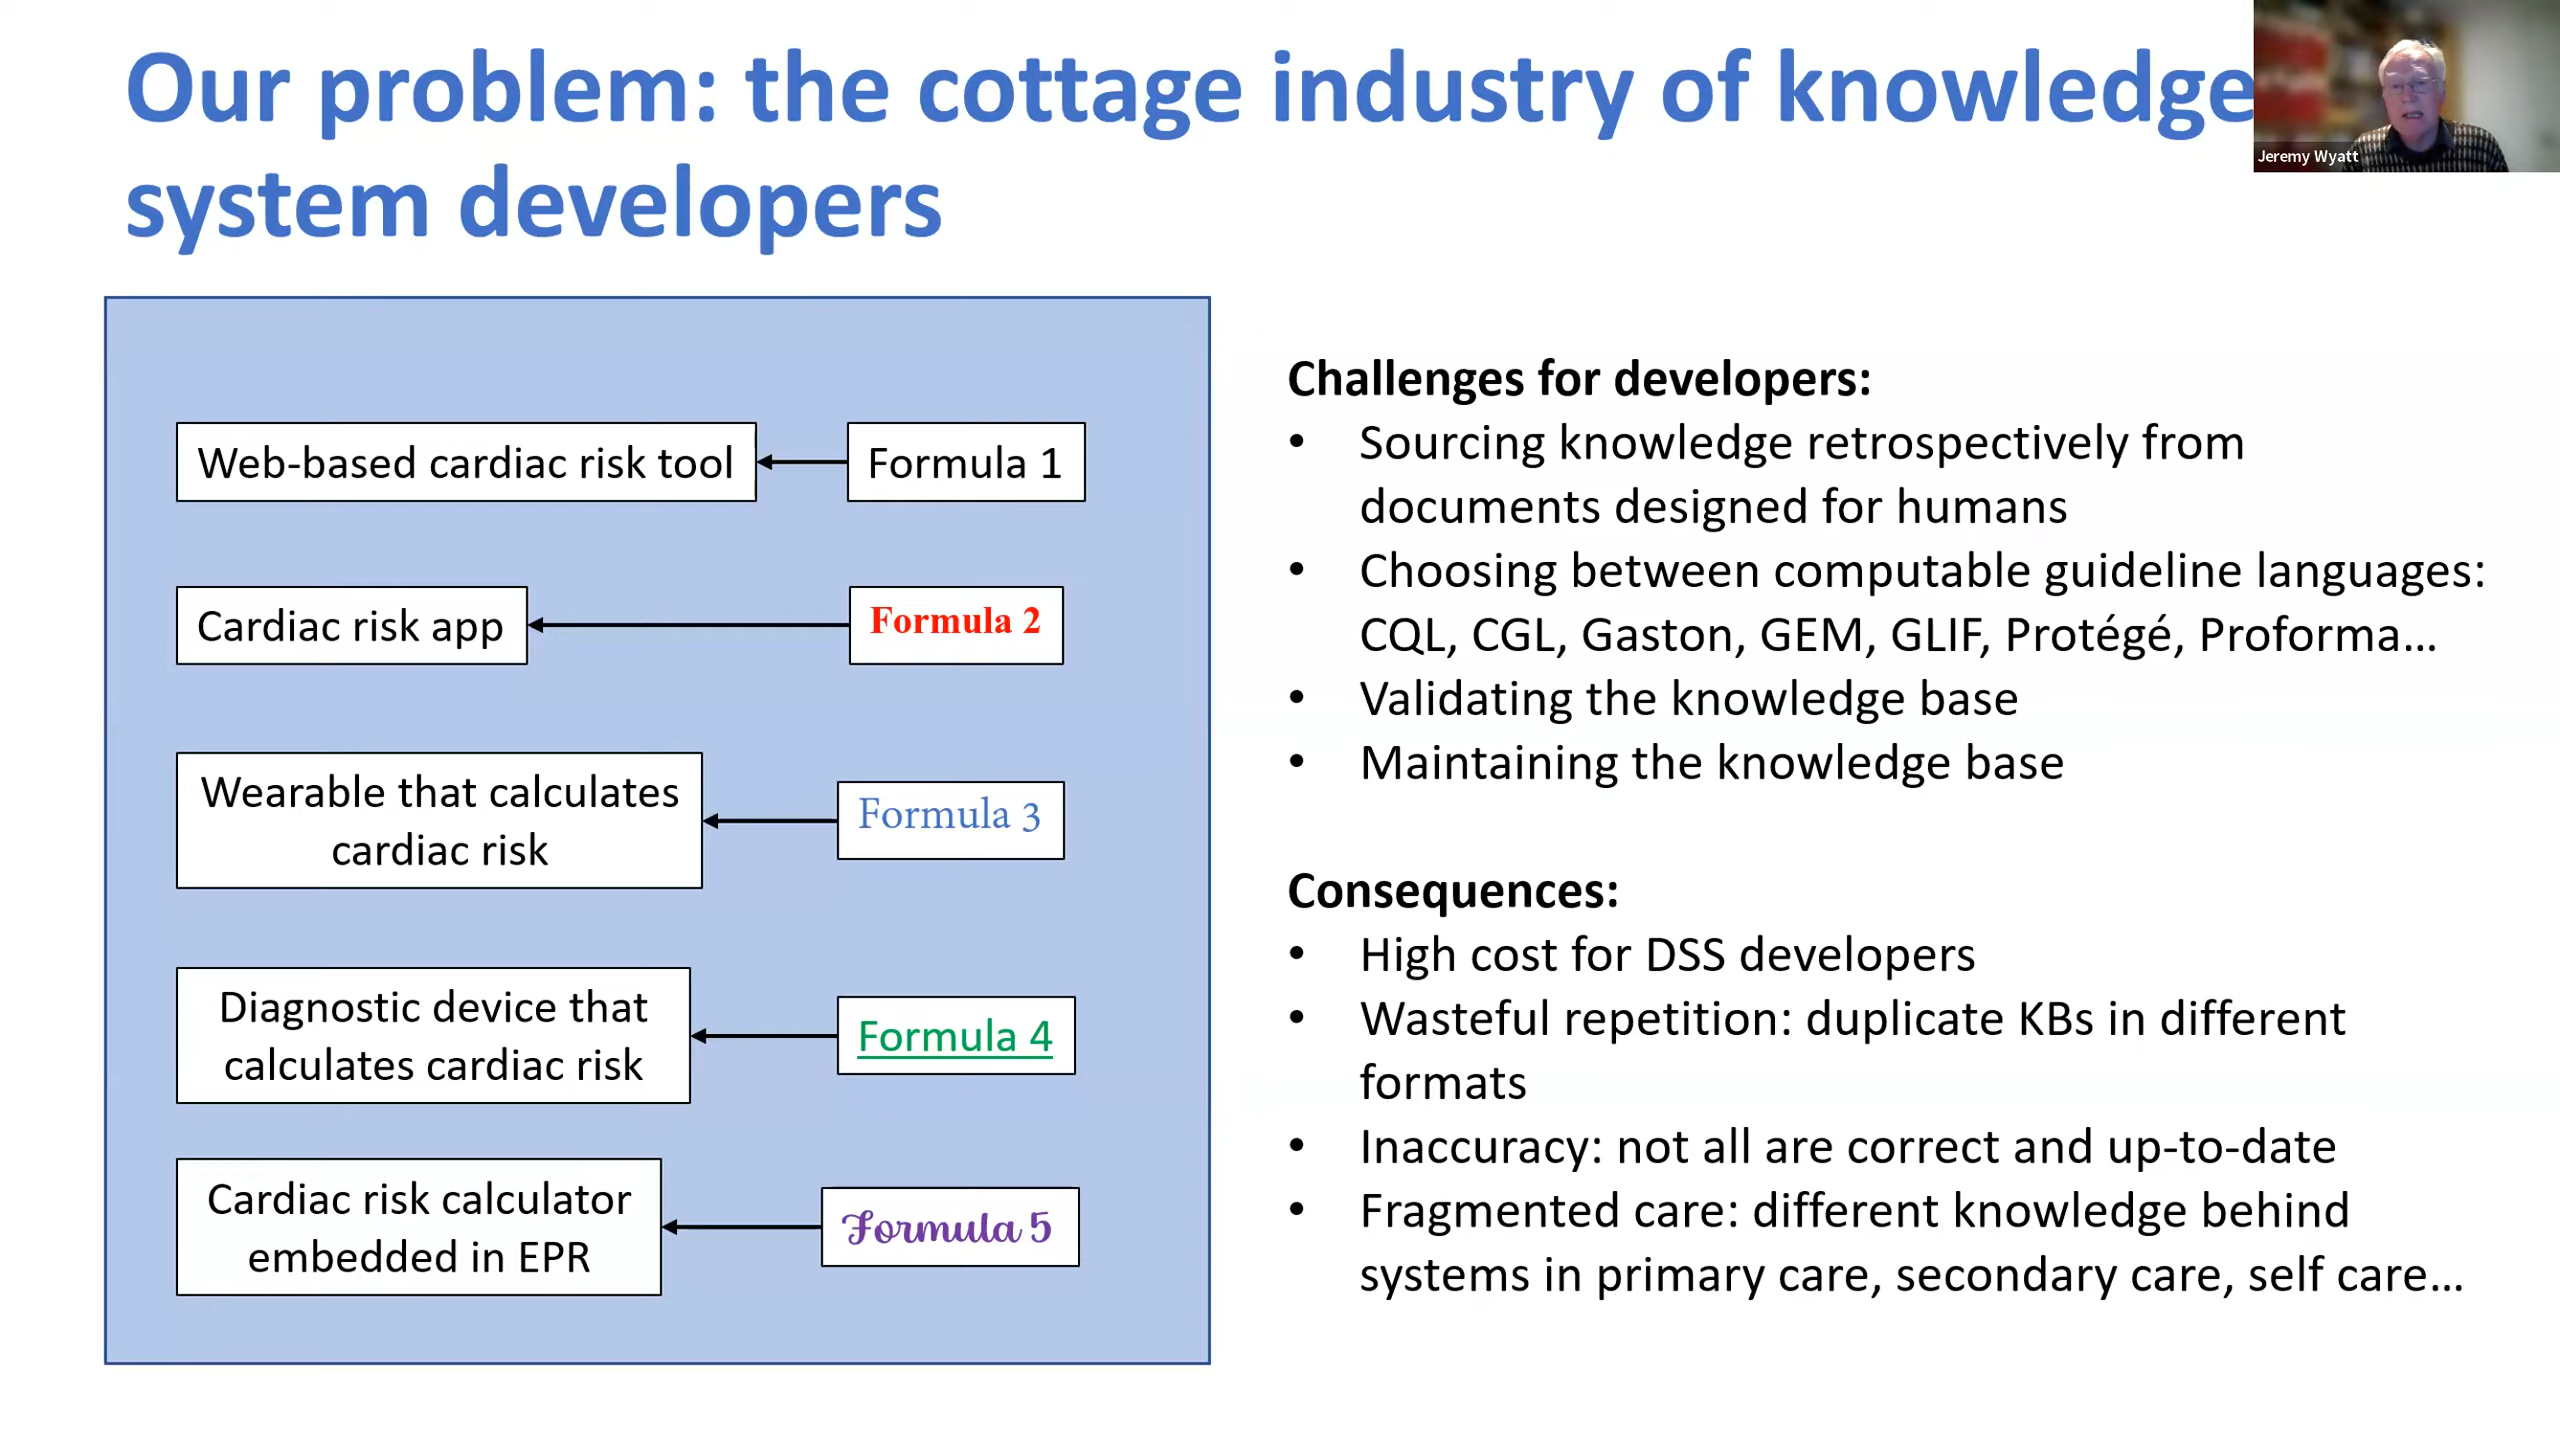 Our problem: the cottage industry of knowledge
system developers
Jeremy Wyatt
Web-based cardiac risk tool
Formula 1
Cardiac risk app
Formula 2
Wearable that calculates
cardiac risk
Formula 3
Diagnostic device that
calculates cardiac risk
Formula 4
Cardiac risk calculator
embedded in EPR
Formula 5
Challenges for developers:
• Sourcing knowledge retrospectively from
documents designed for humans
• Choosing between computable guideline languages:
CQL, CGL, Gaston, GEM, GLIF, Protégé, Proforma…
• Validating the knowledge base
• Maintaining the knowledge base
Consequences:
• High cost for DSS developers
• Wasteful repetition: duplicate KBs in different
formats
• Inaccuracy: not all are correct and up-to-date
• Fragmented care: different knowledge behind
systems in primary care, secondary care, self care…